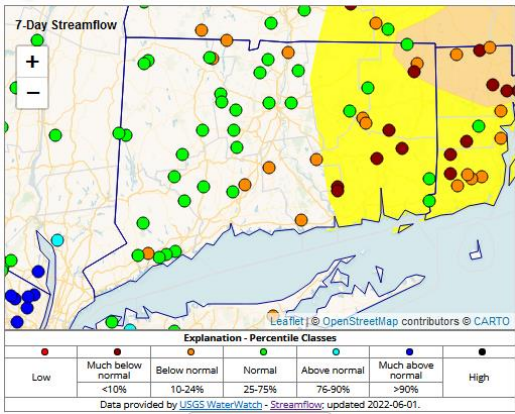 7-Day Streamflow
+
−
Leaflet | © OpenStreetMap contributors © CARTO
Explanation - Percentile Classes
Low
Much below normal
Below normal
Normal
Above normal
Much above normal
High
<10%
10-24%
25-75%
76-90%
>90%
Data provided by USGS WaterWatch - Streamflow; updated 2022-06-01.